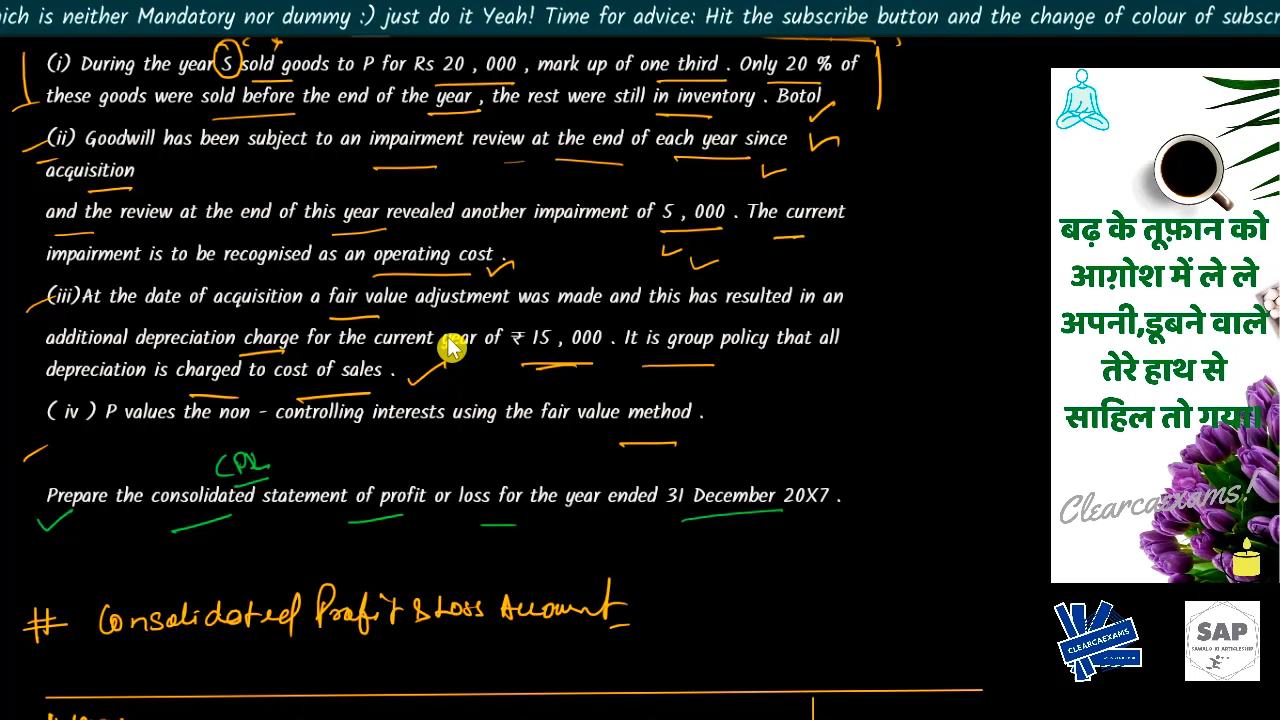 hich is neither Mandatory nor dummy :) just do it Yeah! Time for advice: Hit the subscribe button and the change of colour of subscr
(i) During the year S sold goods to P for Rs 20 , 000 , mark up of one third . Only 20 % of
these goods were sold before the end of the year , the rest were still in inventory . Botol
(ii) Goodwill has been subject to an impairment review at the end of each year since
acquisition
and the review at the end of this year revealed another impairment of 5 , 000 . The current
impairment is to be recognised as an operating cost .
(iii)At the date of acquisition a fair value adjustment was made and this has resulted in an
additional depreciation charge for the current year of ₹ 15 , 000 . It is group policy that all
depreciation is charged to cost of sales .
( iv ) P values the non - controlling interests using the fair value method .
CPL
Prepare the consolidated statement of profit or loss for the year ended 31 December 20X7 .
# Consolidated Profit & Loss Account
बढ़ के तूफ़ान को
आग़ोश में ले ले
अपनी,डूबने वाले
तेरे हाथ से
साहिल तो गया।
Clearcaexams!
CLEARCAEXAMS
SAP
SAWALO KI ARTICLESHIP